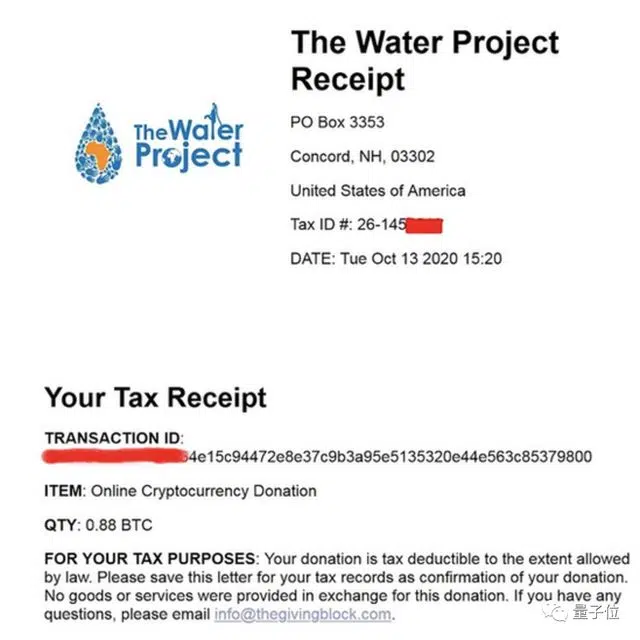 The Water Project
Receipt
The Water
Project
PO Box 3353
Concord, NH, 03302
United States of America
Tax ID #: 26-145
DATE: Tue Oct 13 2020 15:20
Your Tax Receipt
TRANSACTION ID:
4e15c94472e8e37c9b3a95e5135320e44e563c85379800
ITEM: Online Cryptocurrency Donation
QTY: 0.88 BTC
FOR YOUR TAX PURPOSES: Your donation is tax deductible to the extent allowed
by law. Please save this letter for your tax records as confirmation of your donation.
No goods or services were provided in exchange for this donation. If you have any
questions, please email info@thegivingblock.com.
量子位